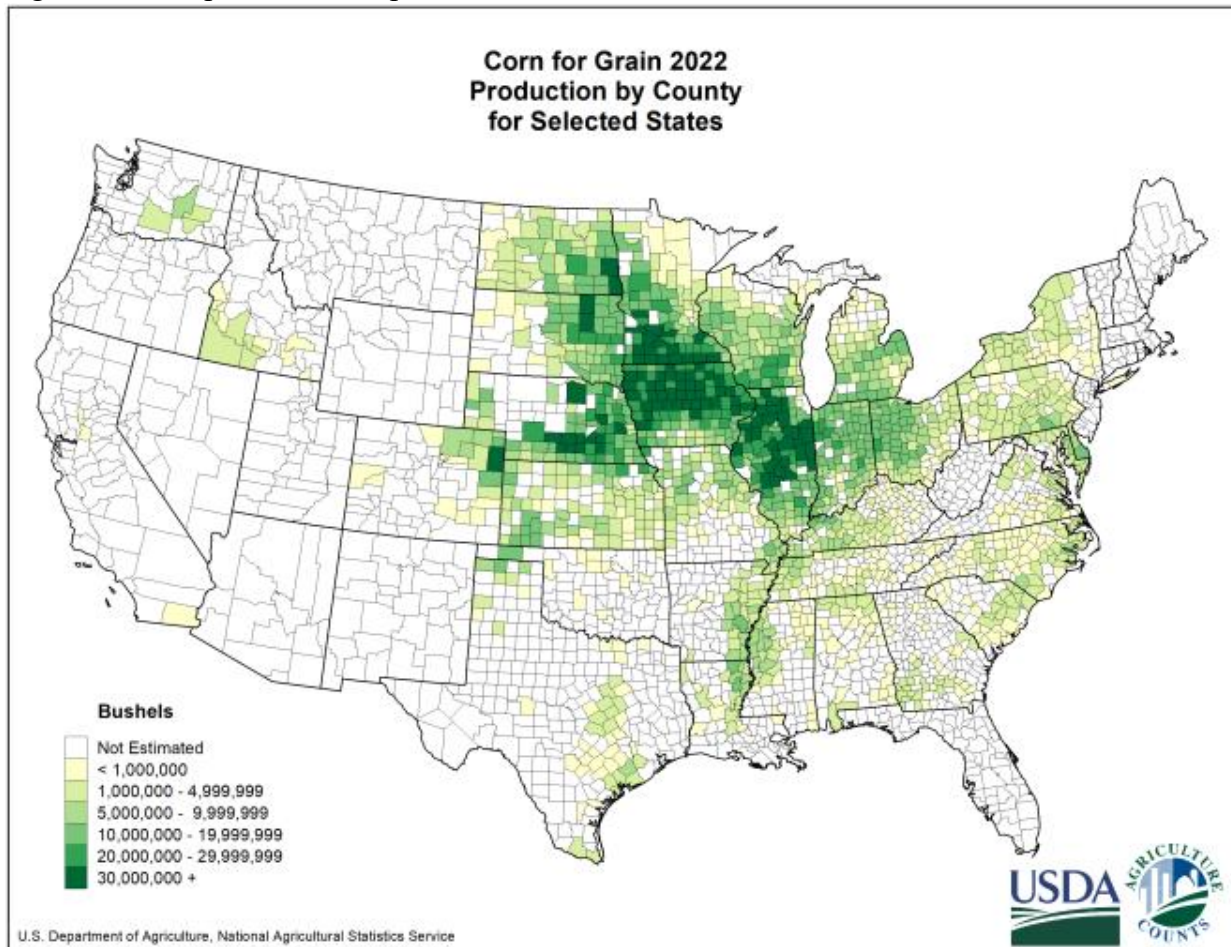 Corn for Grain 2022
Production by County
for Selected States
Bushels
Not Estimated
< 1,000,000
1,000,000 - 4,999,999
5,000,000 - 9,999,999
10,000,000 - 19,999,999
20,000,000 - 29,999,999
30,000,000 +
USDA
AGRICULTURE
COUNTS
U.S. Department of Agriculture, National Agricultural Statistics Service